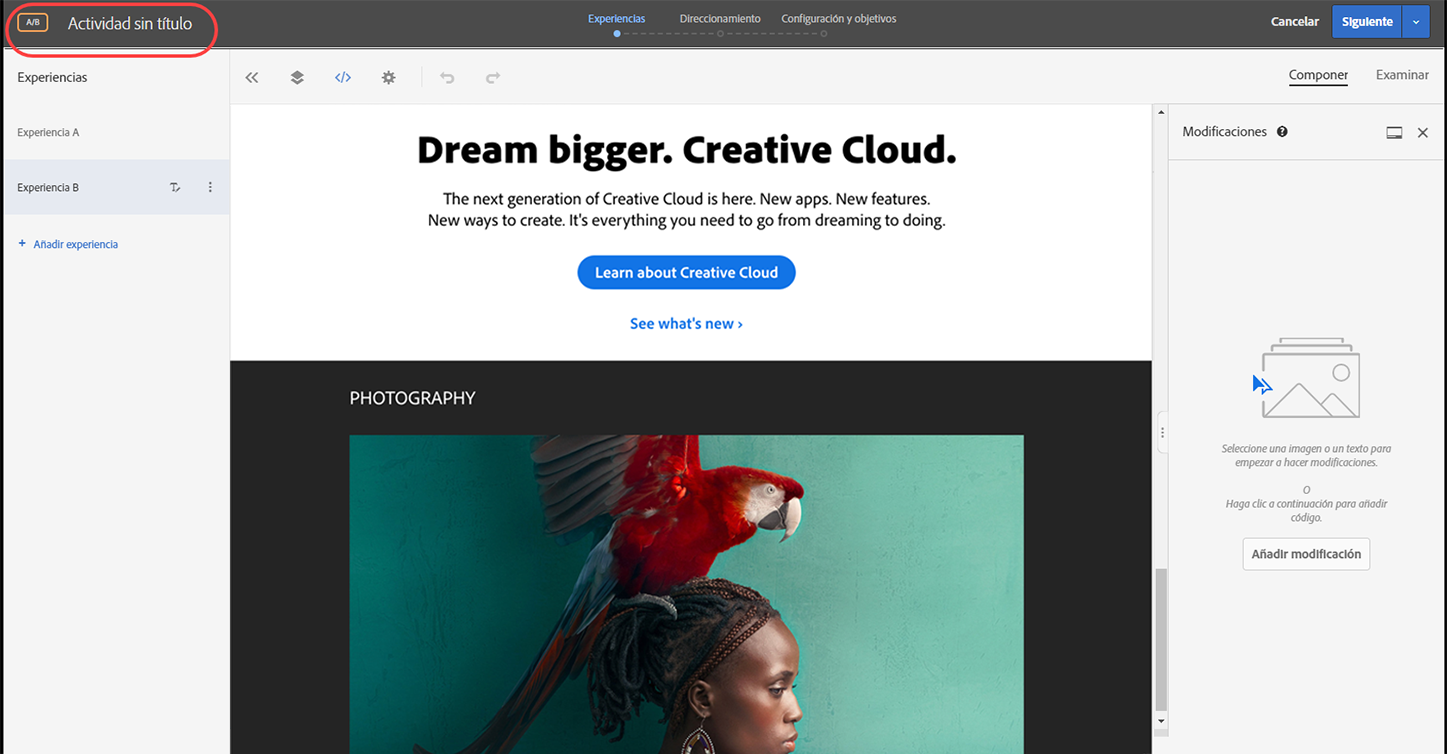 A/B
Actividad sin título
Experiencias
Direccionamiento
Configuración y objetivos
Cancelar
Siguiente
Experiencias
Componer
Examinar
Experiencia A
Experiencia B
+ Añadir experiencia
Dream bigger. Creative Cloud.
The next generation of Creative Cloud is here. New apps. New features.
New ways to create. It's everything you need to go from dreaming to doing.
Learn about Creative Cloud
See what's new ›
PHOTOGRAPHY
Modificaciones
Seleccione una imagen o un texto para
empezar a hacer modificaciones.
O
Haga clic a continuación para añadir
código.
Añadir modificación